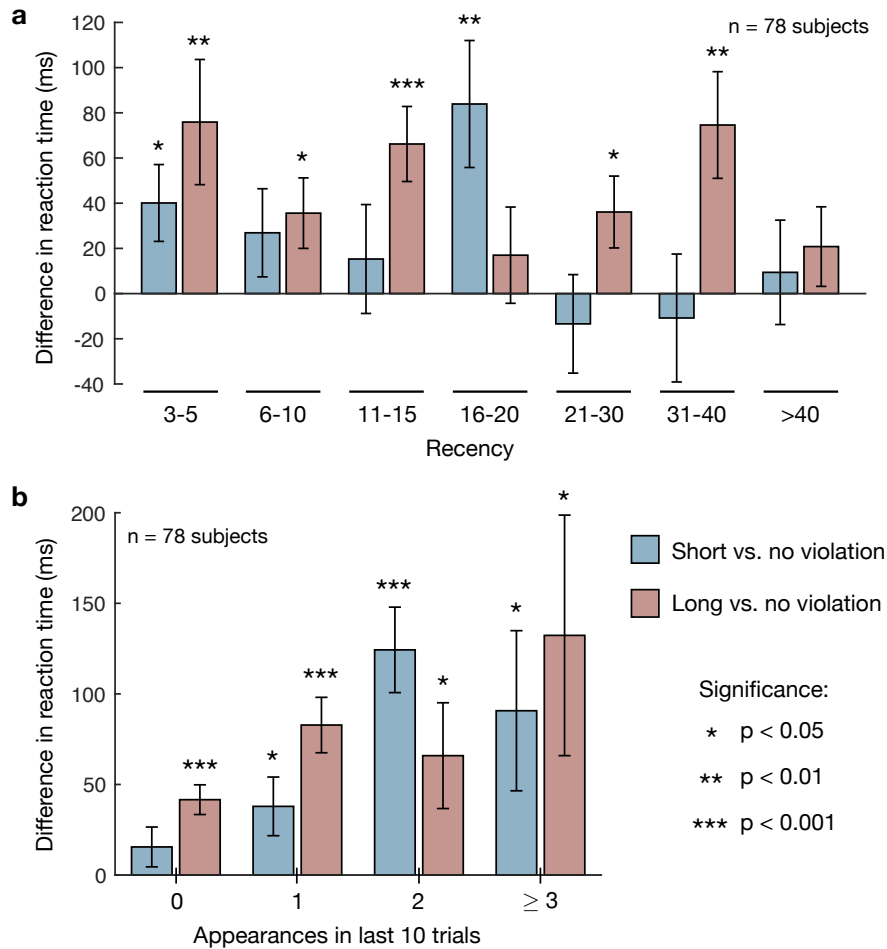 a
n = 78 subjects
Difference in reaction time (ms)
120
100
80
60
40
20
0
-20
-40
* ** * *** ** * **
3-5 6-10 11-15 16-20 21-30 31-40 >40
Recency
b
n = 78 subjects
Difference in reaction time (ms)
200
150
100
50
0
*** * *** *** * * *
0 1 2 ≥ 3
Appearances in last 10 trials
Short vs. no violation
Long vs. no violation
Significance:
* p < 0.05
** p < 0.01
*** p < 0.001